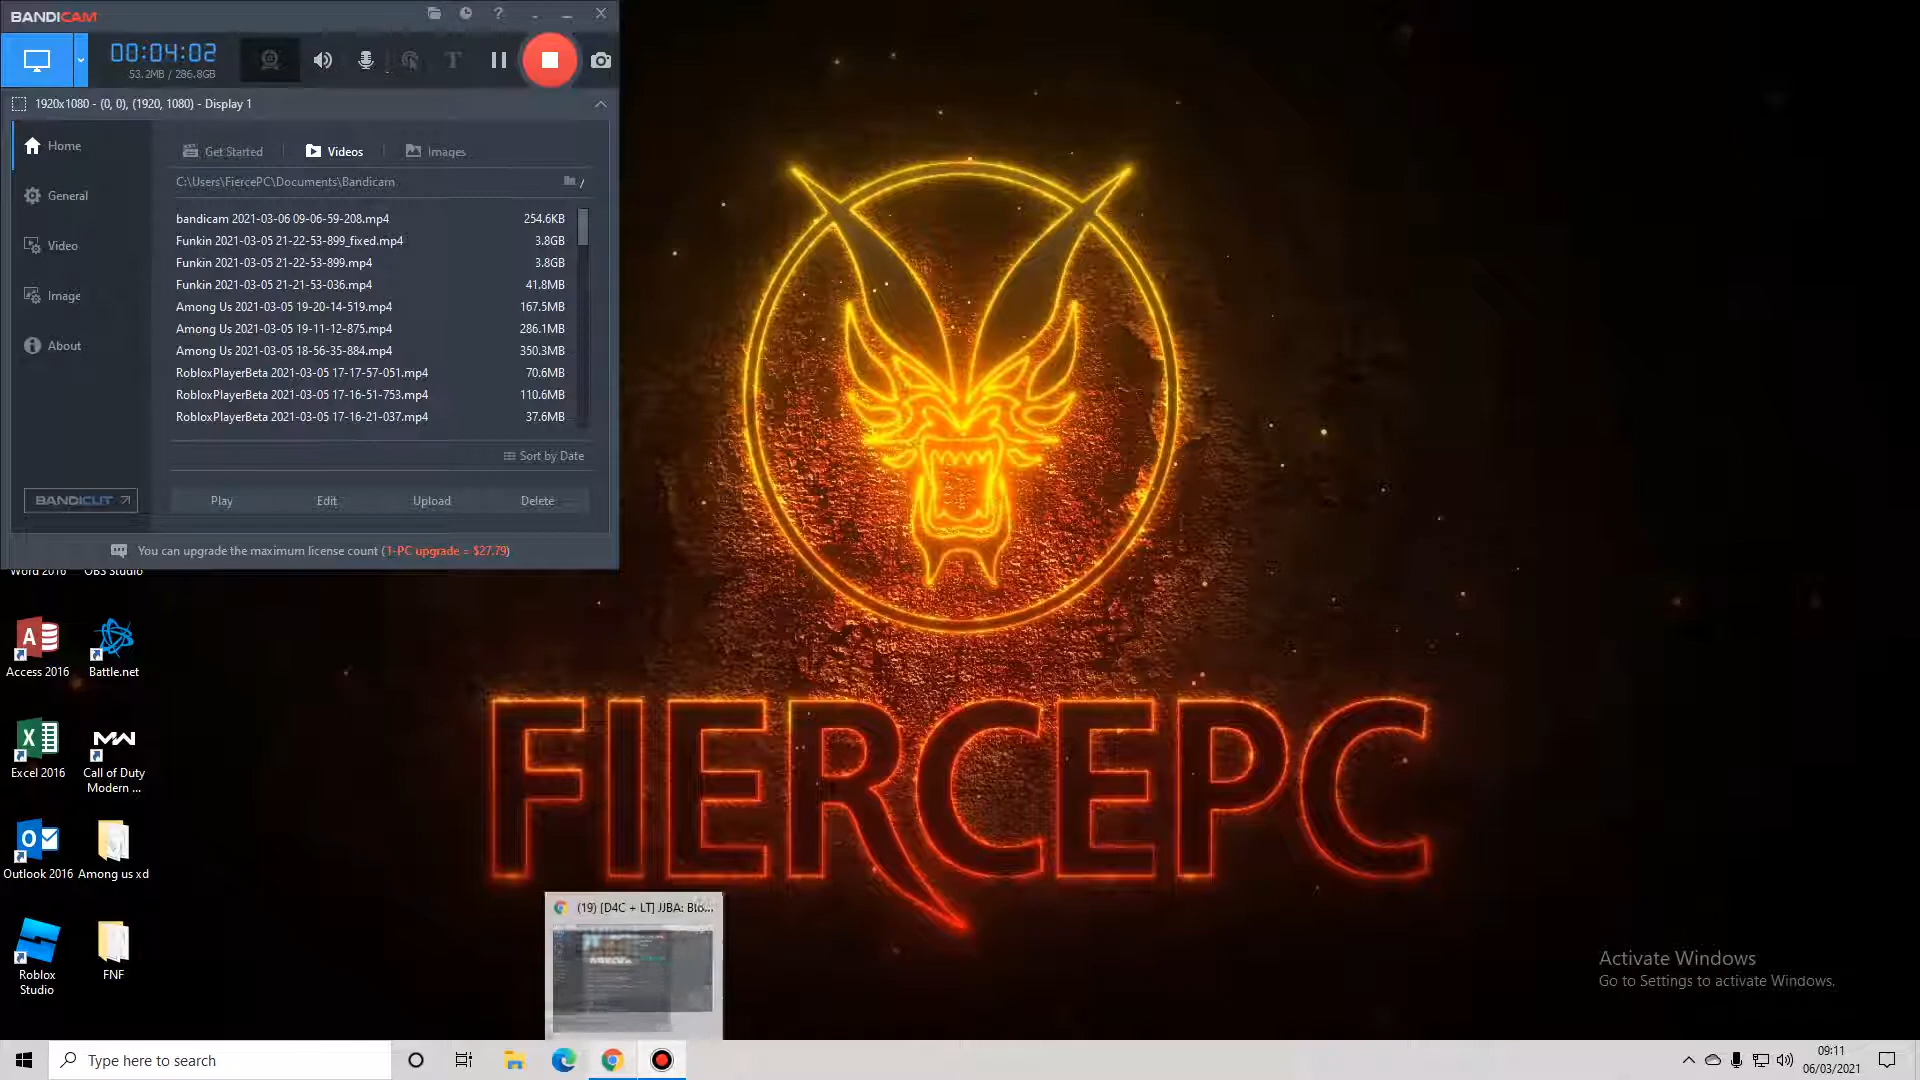 BANDICAM
00:04:02
53.2MB / 286.8GB
1920x1080 - (0, 0), (1920, 1080) - Display 1
Home
Get Started
Videos
Images
C:\Users\FiercePC\Documents\Bandicam
General
bandicam 2021-03-06 09-06-59-208.mp4 254.6KB
Funkin 2021-03-05 21-22-53-899_fixed.mp4 3.8GB
Video
Funkin 2021-03-05 21-22-53-899.mp4 3.8GB
Funkin 2021-03-05 21-21-53-036.mp4 41.8MB
Image
Among Us 2021-03-05 19-20-14-519.mp4 167.5MB
Among Us 2021-03-05 19-11-12-875.mp4 286.1MB
About
Among Us 2021-03-05 18-56-35-884.mp4 350.3MB
RobloxPlayerBeta 2021-03-05 17-17-57-051.mp4 70.6MB
RobloxPlayerBeta 2021-03-05 17-16-51-753.mp4 110.6MB
RobloxPlayerBeta 2021-03-05 17-16-21-037.mp4 37.6MB
Sort by Date
BANDICUT
Play
Edit
Upload
Delete
You can upgrade the maximum license count (1-PC upgrade = $27.79)
Word 2016
OBS Studio
Access 2016
Battle.net
Excel 2016
Call of Duty
Modern ...
Outlook 2016
Among us xd
Roblox
Studio
FNF
FIERCEPC
(19) [D4C + LT] JJBA: Blo...
Activate Windows
Go to Settings to activate Windows.
Type here to search
09:11
06/03/2021